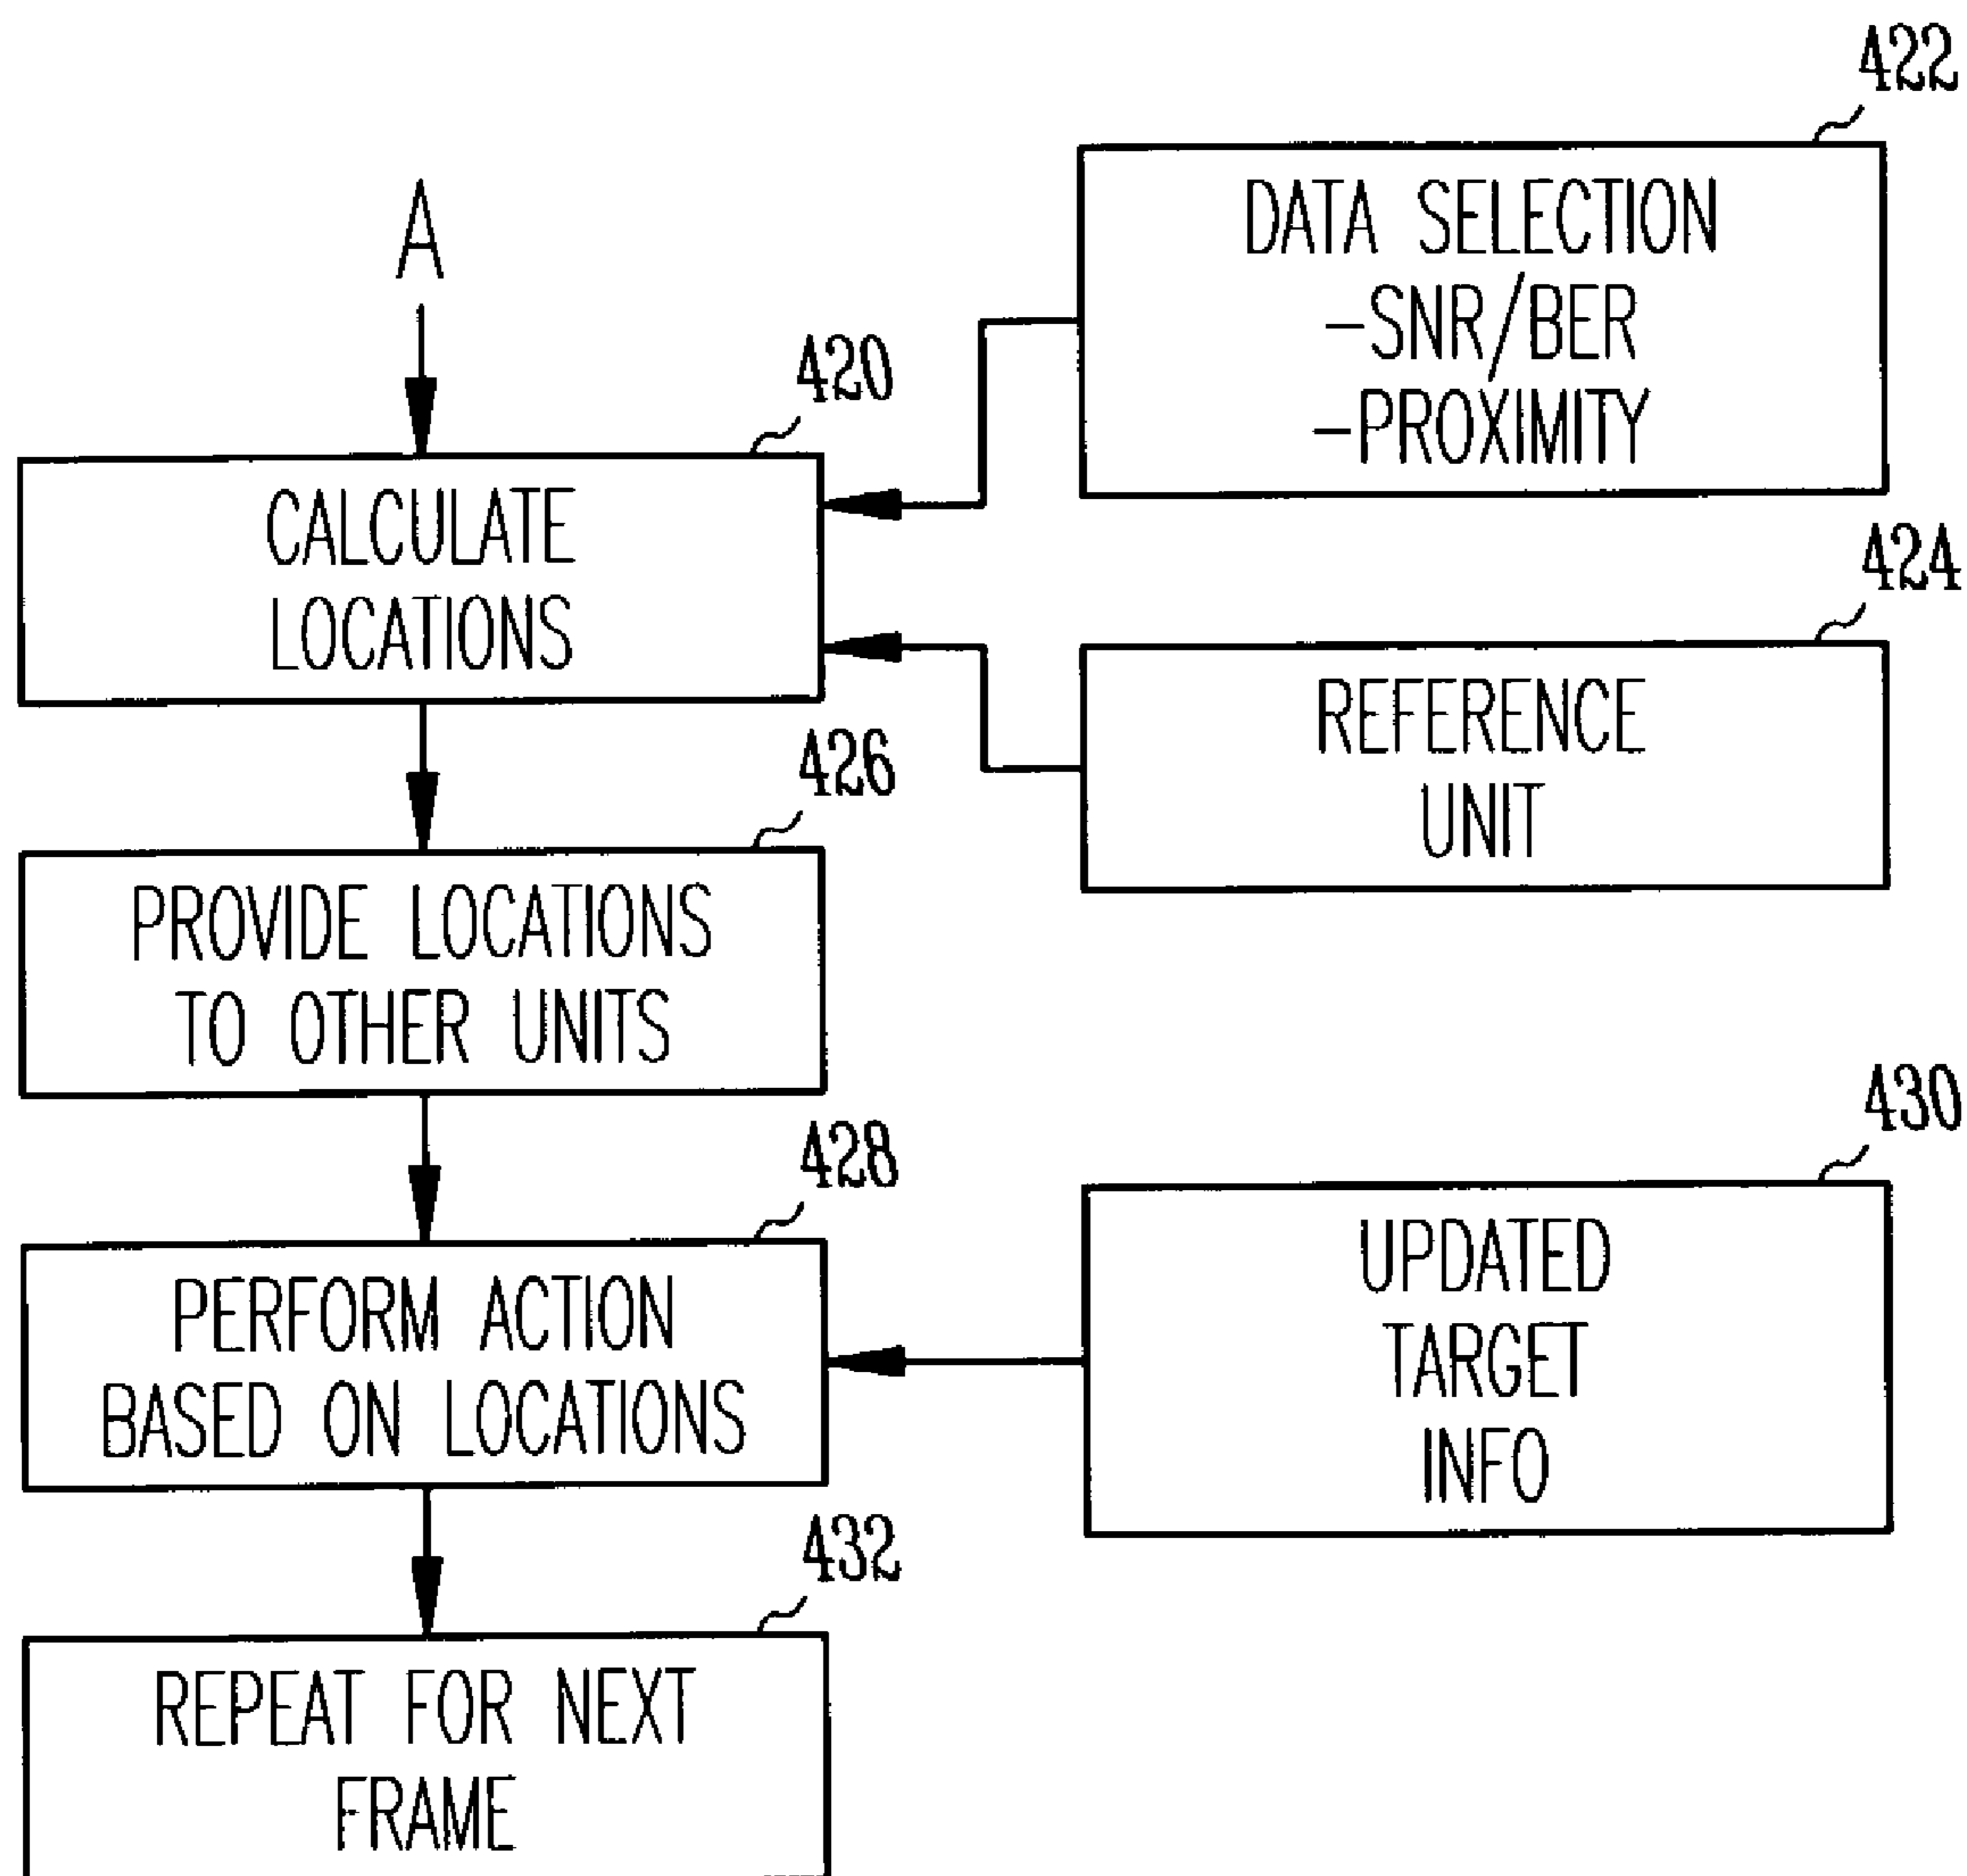 422
DATA SELECTION
-SNR/BER
-PROXIMITY
A
420
CALCULATE
LOCATIONS
424
REFERENCE
UNIT
426
PROVIDE LOCATIONS
TO OTHER UNITS
428
PERFORM ACTION
BASED ON LOCATIONS
430
UPDATED
TARGET
INFO
432
REPEAT FOR NEXT
FRAME